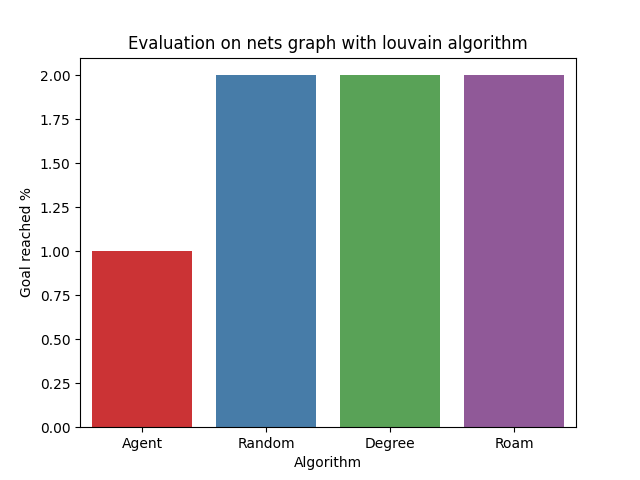 Evaluation on nets graph with louvain algorithm
Goal reached %
2.00
1.75
1.50
1.25
1.00
0.75
0.50
0.25
0.00
Agent Random Degree Roam
Algorithm